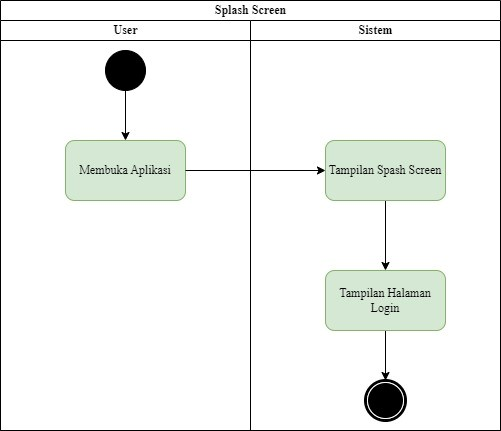 Splash Screen
User
Sistem
Membuka Aplikasi
Tampilan Spash Screen
Tampilan Halaman
Login